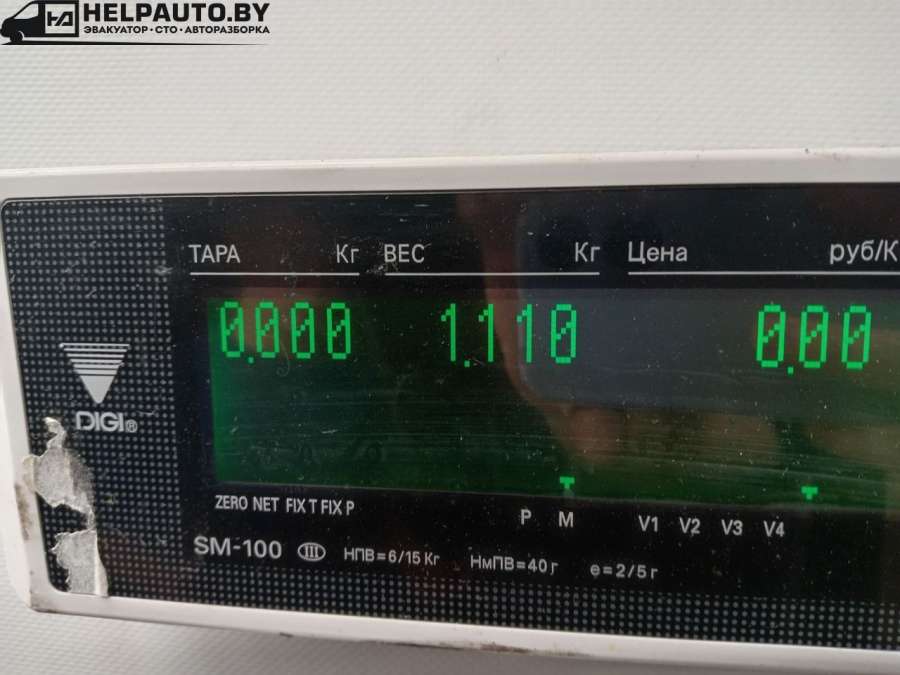 HELPAUTO.BY
ЭВАКУАТОР · СТО · АВТОРАЗБОРКА
ТАРА Кг ВЕС Кг Цена руб/К
0.000 1.110 0.00
DIGI®
ZERO NET FIX T FIX P P M V1 V2 V3 V4
SM-100 III НПВ=6/15 Кг НмПВ=40 г e=2/5 г